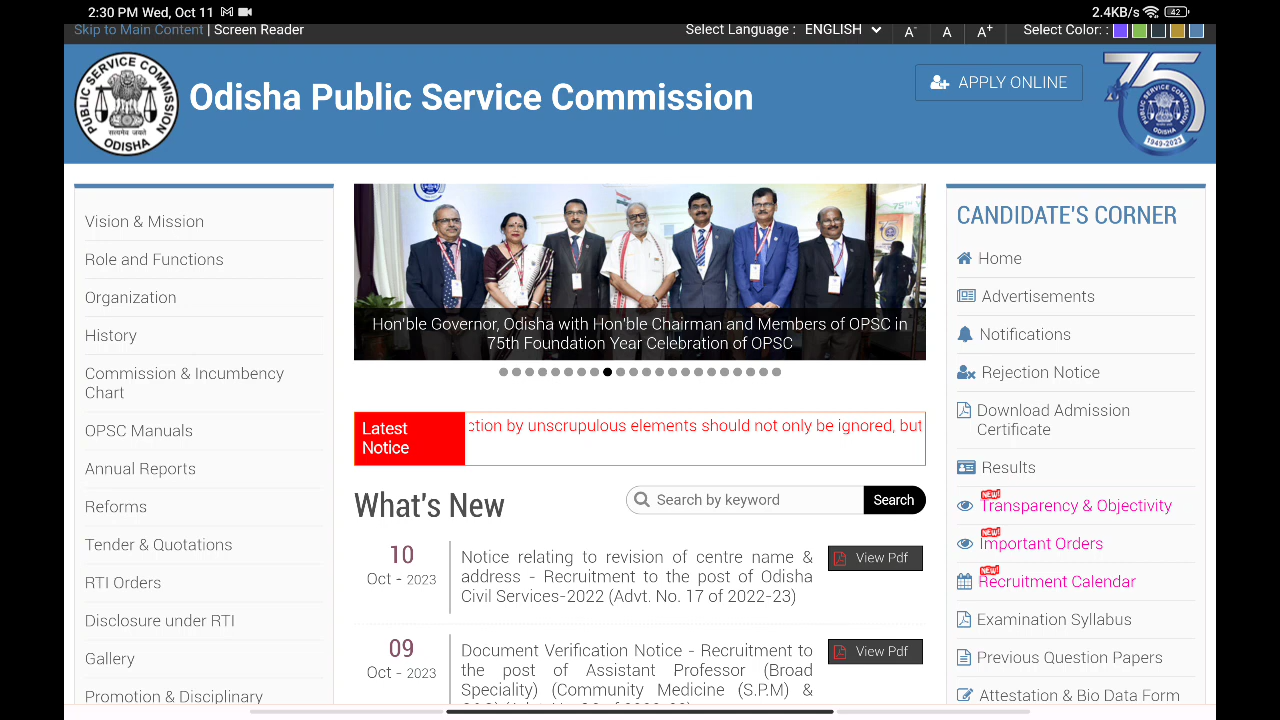 2:30 PM Wed, Oct 11
2.4KB/s
42
Skip to Main Content | Screen Reader
Select Language : ENGLISH
A-
A
A+
Select Color: :
PUBLIC SERVICE COMMISSION
सत्यमेव जयते
ODISHA
Odisha Public Service Commission
APPLY ONLINE
75
ODISHA
1949-2023
Vision & Mission
Role and Functions
Organization
History
Commission & Incumbency
Chart
OPSC Manuals
Annual Reports
Reforms
Tender & Quotations
RTI Orders
Disclosure under RTI
Gallery
Promotion & Disciplinary
Hon'ble Governor, Odisha with Hon'ble Chairman and Members of OPSC in
75th Foundation Year Celebration of OPSC
Latest
Notice
ction by unscrupulous elements should not only be ignored, but
What's New
Search by keyword
Search
10
Oct - 2023
Notice relating to revision of centre name &
address - Recruitment to the post of Odisha
Civil Services-2022 (Advt. No. 17 of 2022-23)
View Pdf
09
Oct - 2023
Document Verification Notice - Recruitment to
the post of Assistant Professor (Broad
Speciality) (Community Medicine (S.P.M) &
View Pdf
CANDIDATE'S CORNER
Home
Advertisements
Notifications
Rejection Notice
Download Admission
Certificate
Results
NEW!
Transparency & Objectivity
NEW!
Important Orders
NEW!
Recruitment Calendar
Examination Syllabus
Previous Question Papers
Attestation & Bio Data Form